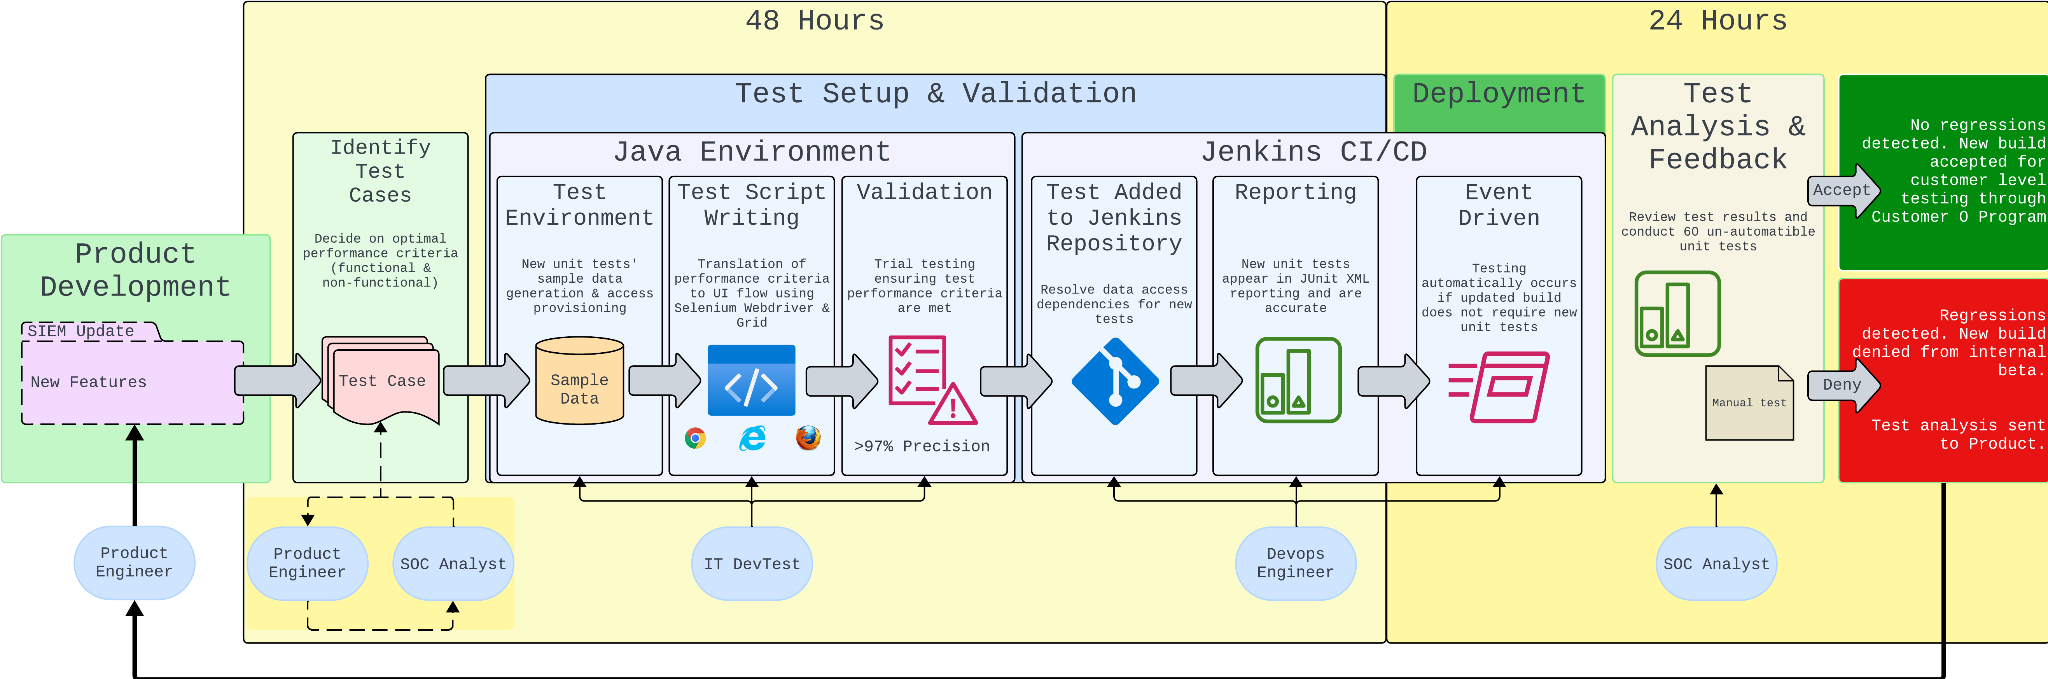 48 Hours
24 Hours
Test Setup & Validation
Deployment
Test
Analysis &
Feedback
Review test results and
conduct 60 un-automatible
unit tests
Manual test
No regressions
detected. New build
accepted for
customer level
testing through
Customer O Program
Accept
Regressions
detected. New build
denied from internal
beta.
Test analysis sent
to Product.
Deny
Identify
Test
Cases
Decide on optimal
performance criteria
(functional &
non-functional)
Test Case
Java Environment
Jenkins CI/CD
Test
Environment
New unit tests'
sample data
generation & access
provisioning
Sample
Data
Test Script
Writing
Translation of
performance criteria
to UI flow using
Selenium Webdriver &
Grid
Validation
Trial testing
ensuring test
performance criteria
are met
>97% Precision
Test Added
to Jenkins
Repository
Resolve data access
dependencies for new
tests
Reporting
New unit tests
appear in JUnit XML
reporting and are
accurate
Event
Driven
Testing
automatically occurs
if updated build
does not require new
unit tests
Product
Development
SIEM Update
New Features
Product
Engineer
Product
Engineer
SOC Analyst
IT DevTest
Devops
Engineer
SOC Analyst